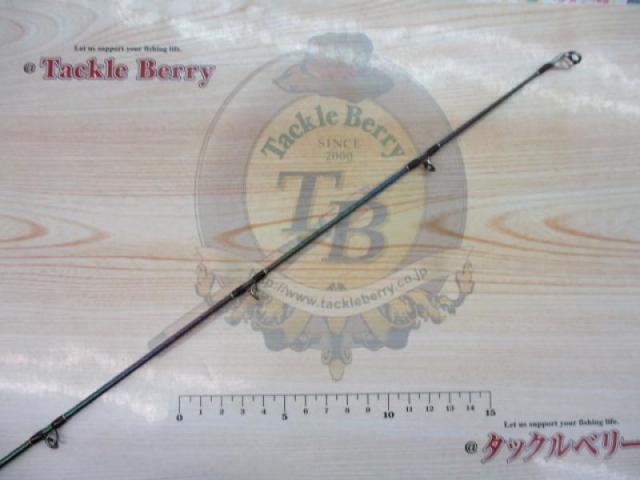 Let us support your fishing life.
@ Tackle Berry
Tackle Berry
SINCE
2000
T&B
http://www.tackleberry.co.jp
0 1 2 3 4 5 6 7 8 9 10 11 12 13 14 15
Let us support your fishing life.
@ タックルベリー